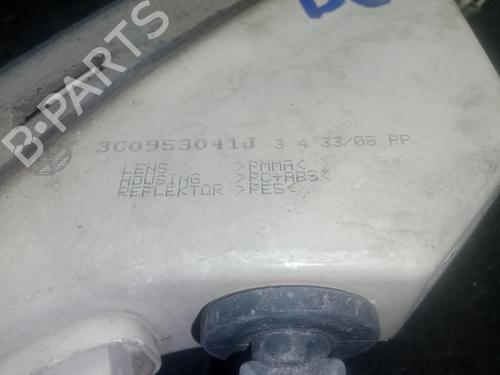 B-PARTS
3C0953041J 3 4 33/08 PP
LENS >PMMA<
HOUSING >PC+ABS<
REFLEKTOR >PES<